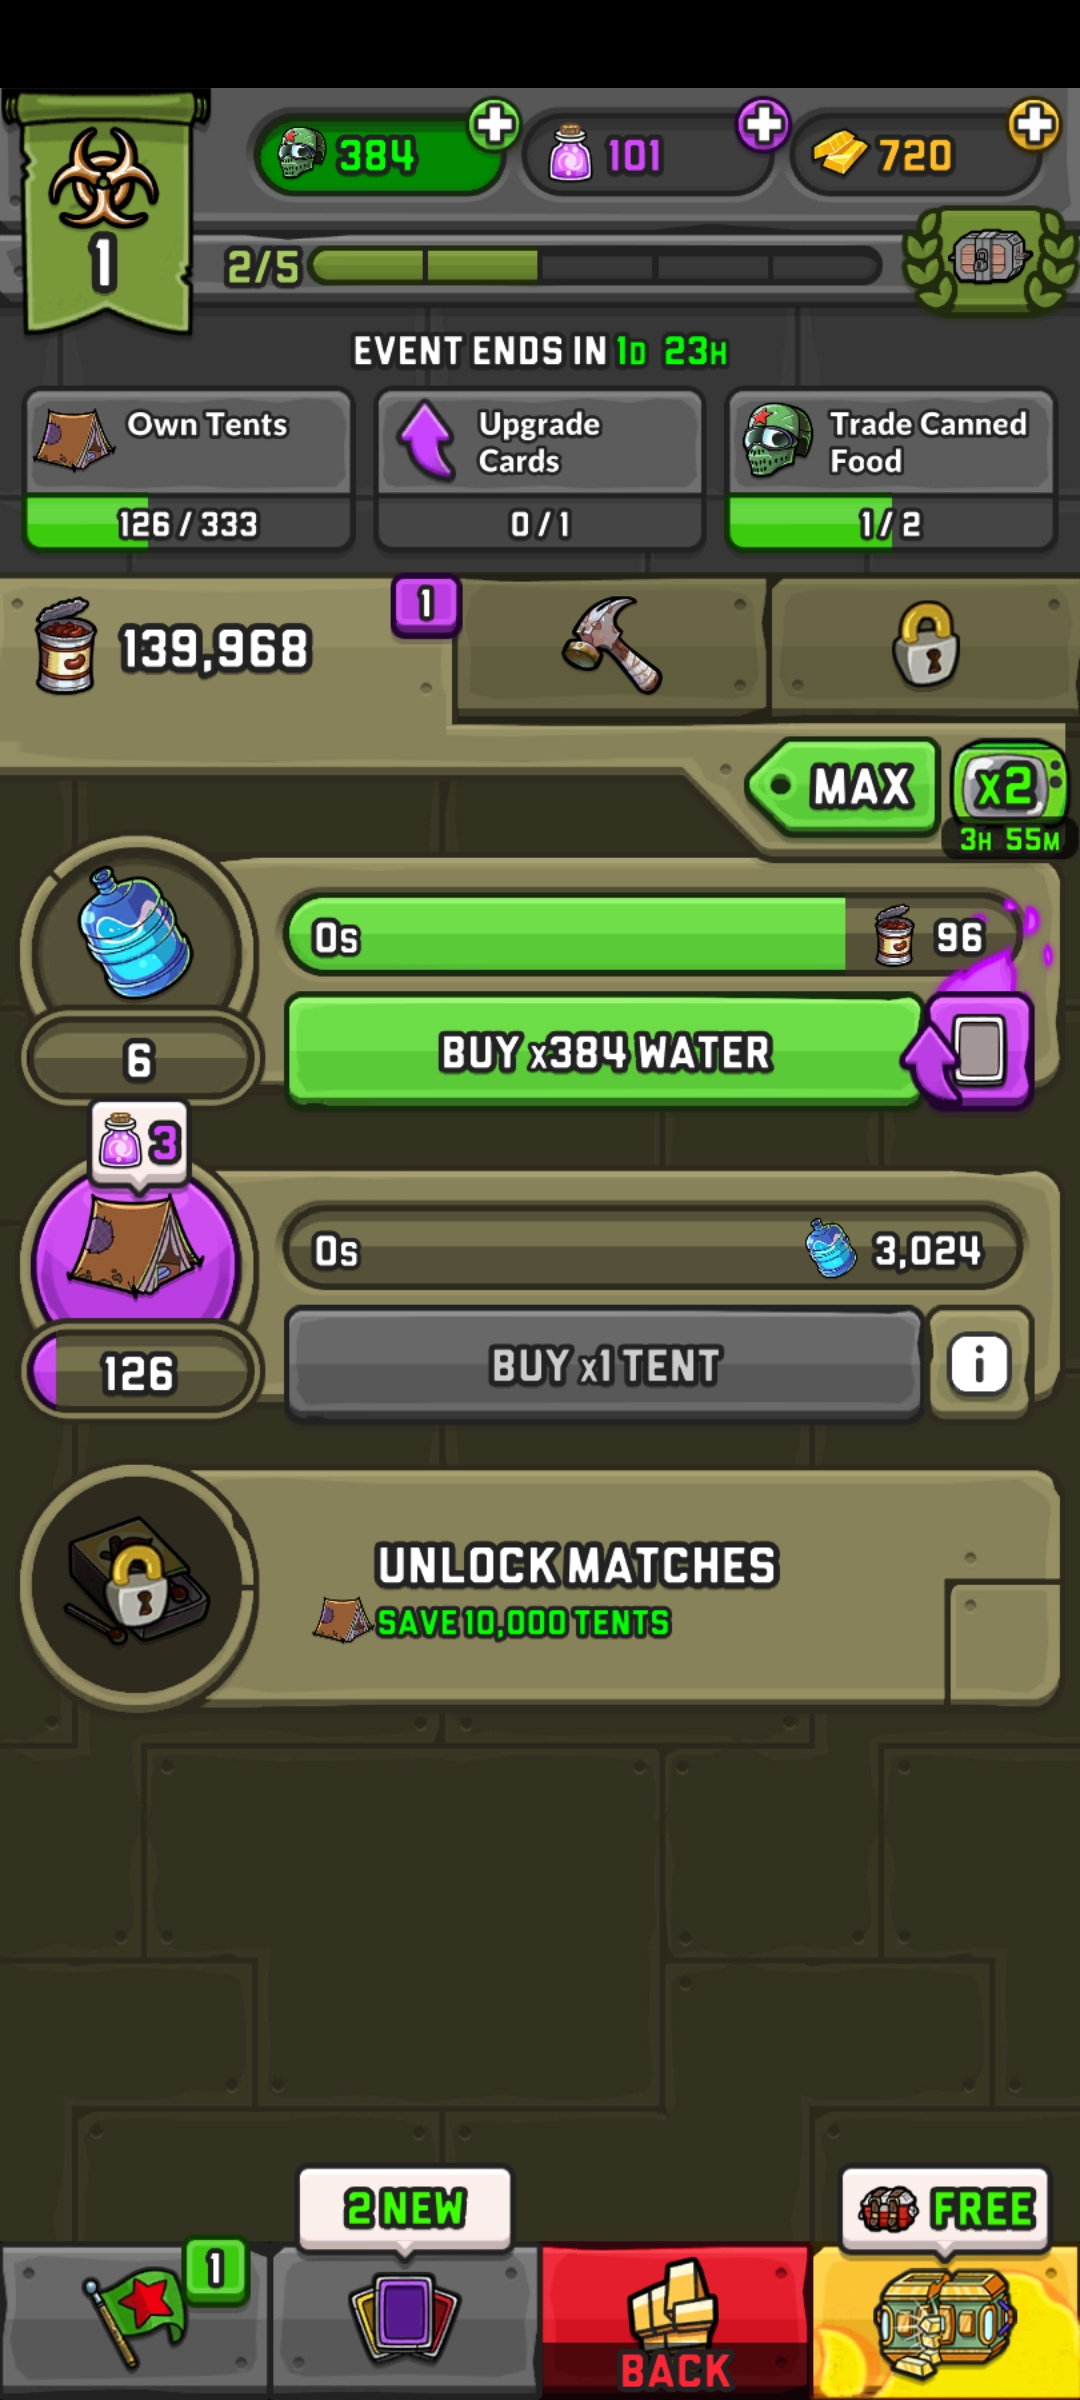 384
101
720
1
2/5
EVENT ENDS IN 1D 23H
Own Tents
126 / 333
Upgrade
Cards
0 / 1
Trade Canned
Food
1 / 2
139,968
1
MAX
x2
3H 55M
0s
96
6
BUY x384 WATER
3
0s
3,024
126
BUY x1 TENT
i
UNLOCK MATCHES
SAVE 10,000 TENTS
2 NEW
FREE
1
BACK